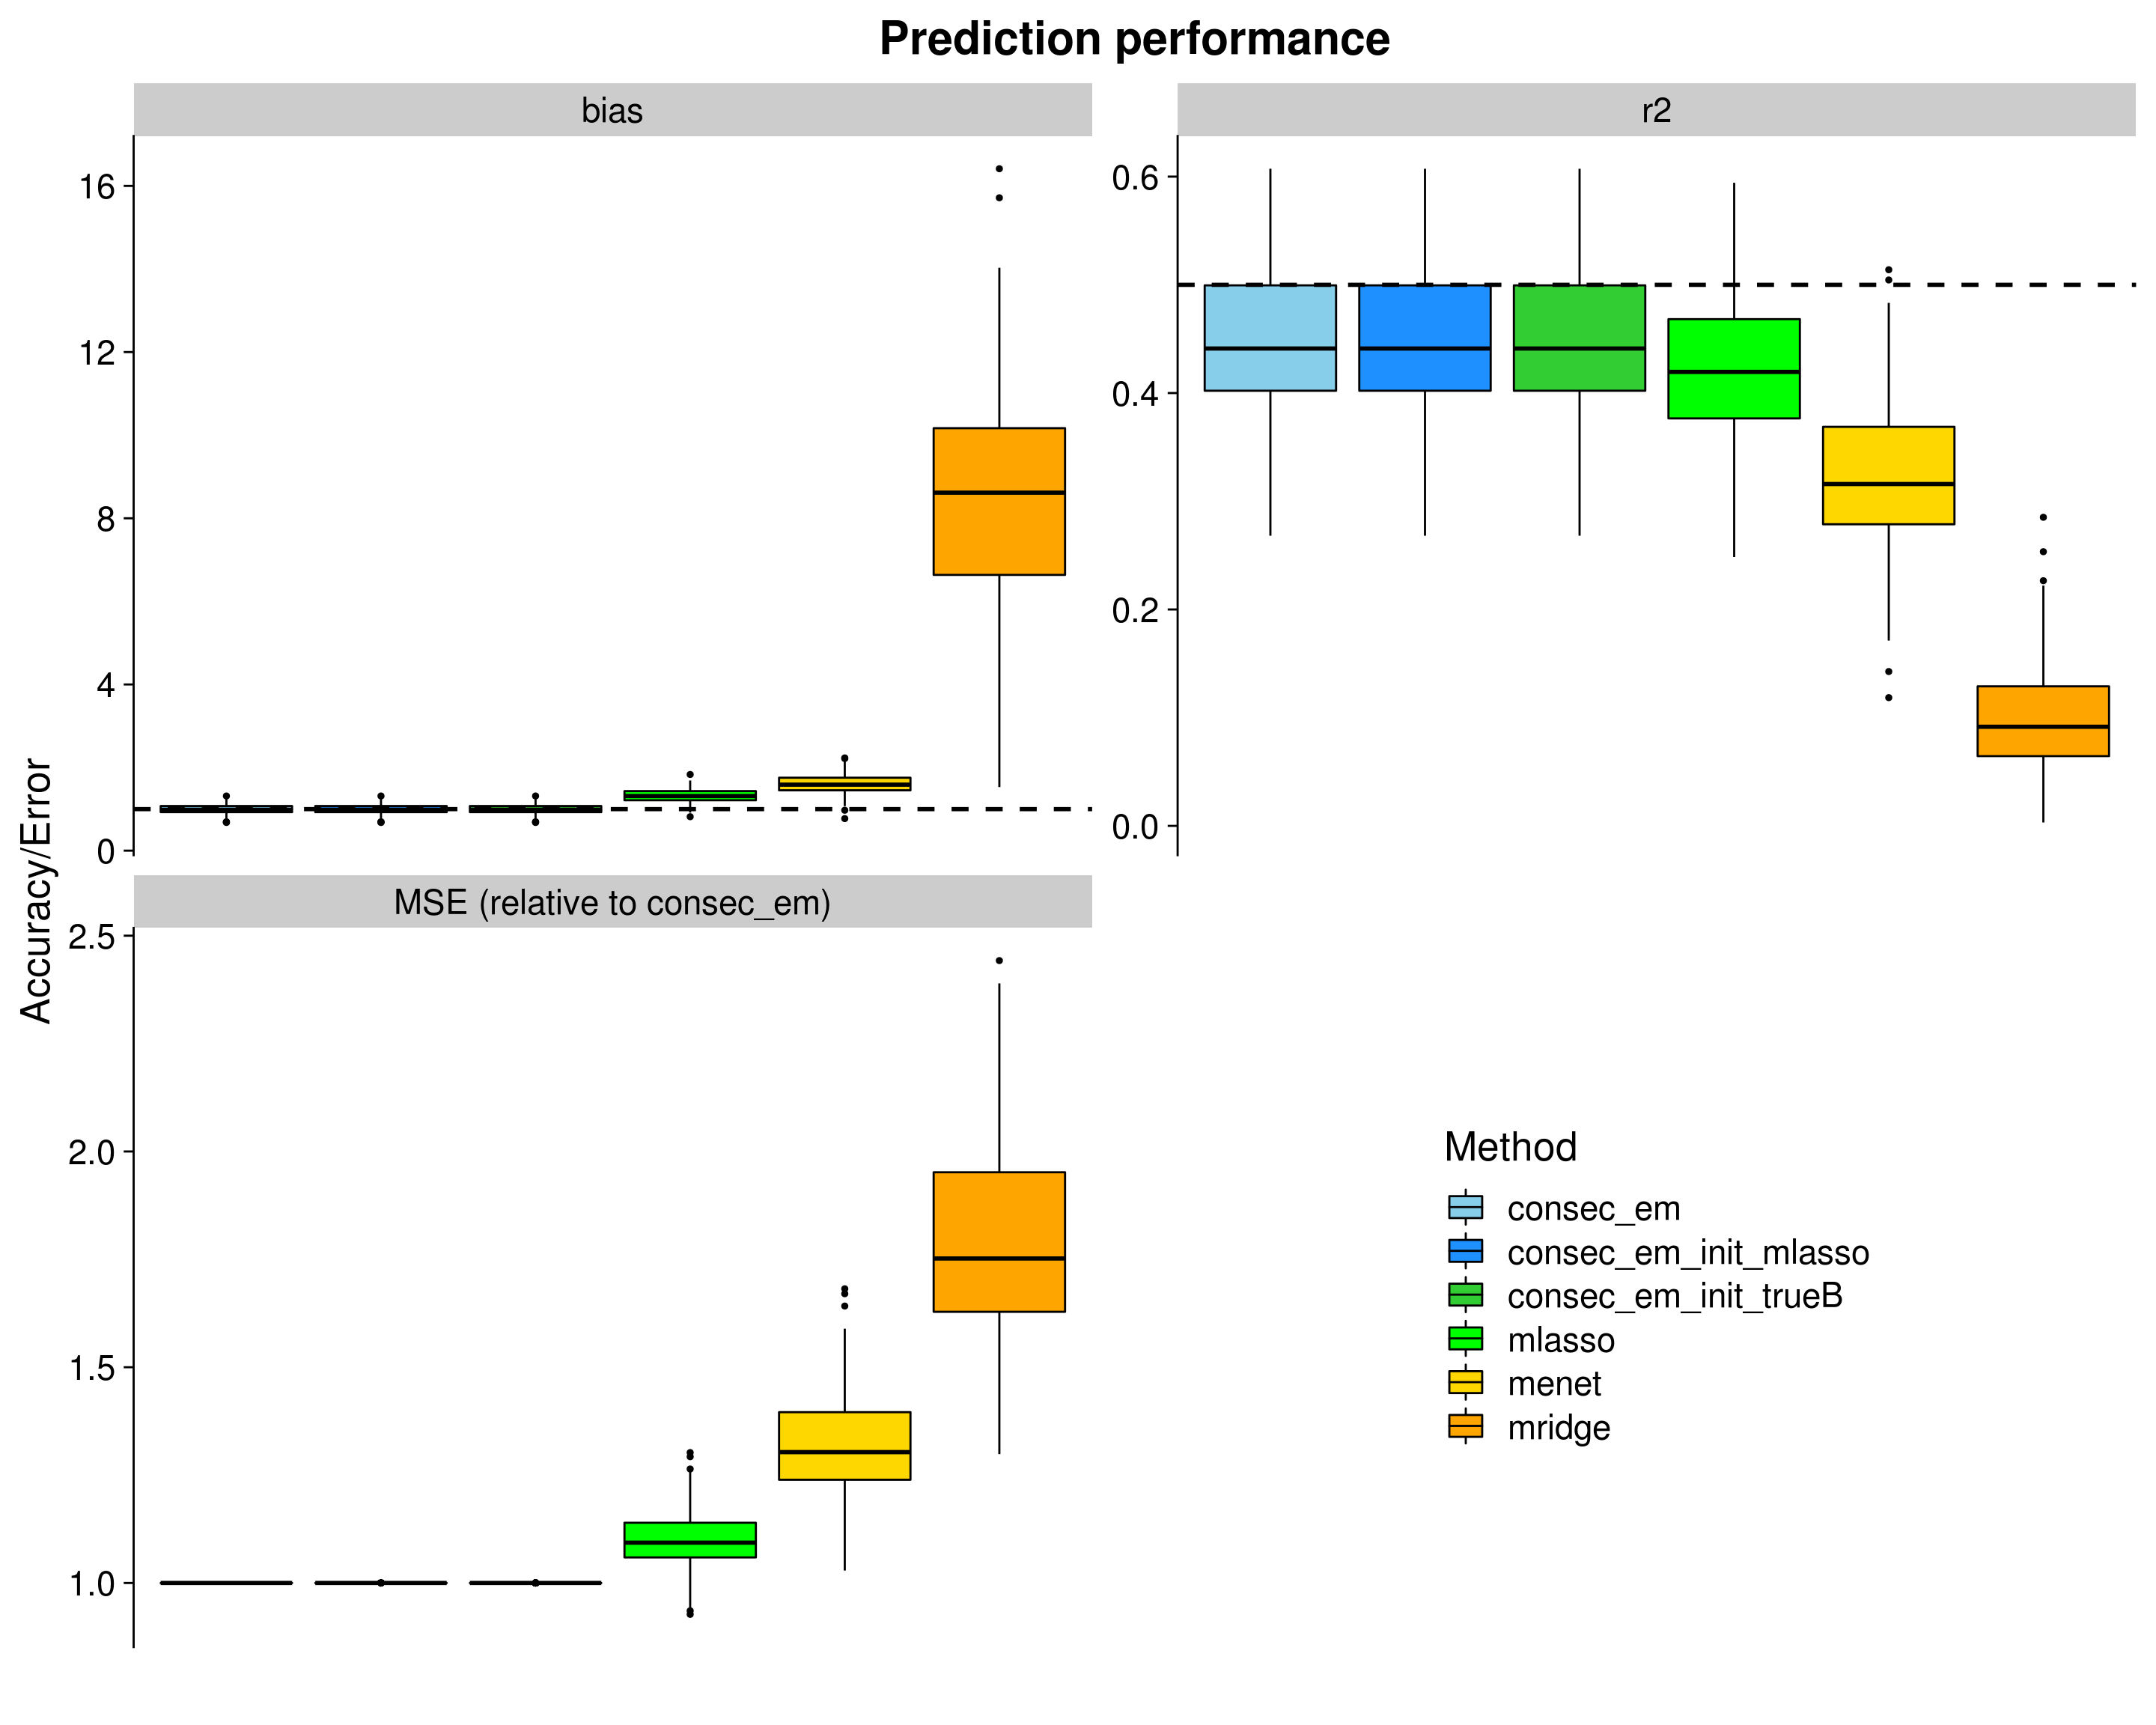 Prediction performance
bias
r2
16
12
8
4
0
0.6
0.4
0.2
0.0
Accuracy/Error
MSE (relative to consec_em)
2.5
2.0
1.5
1.0
Method
consec_em
consec_em_init_mlasso
consec_em_init_trueB
mlasso
menet
mridge